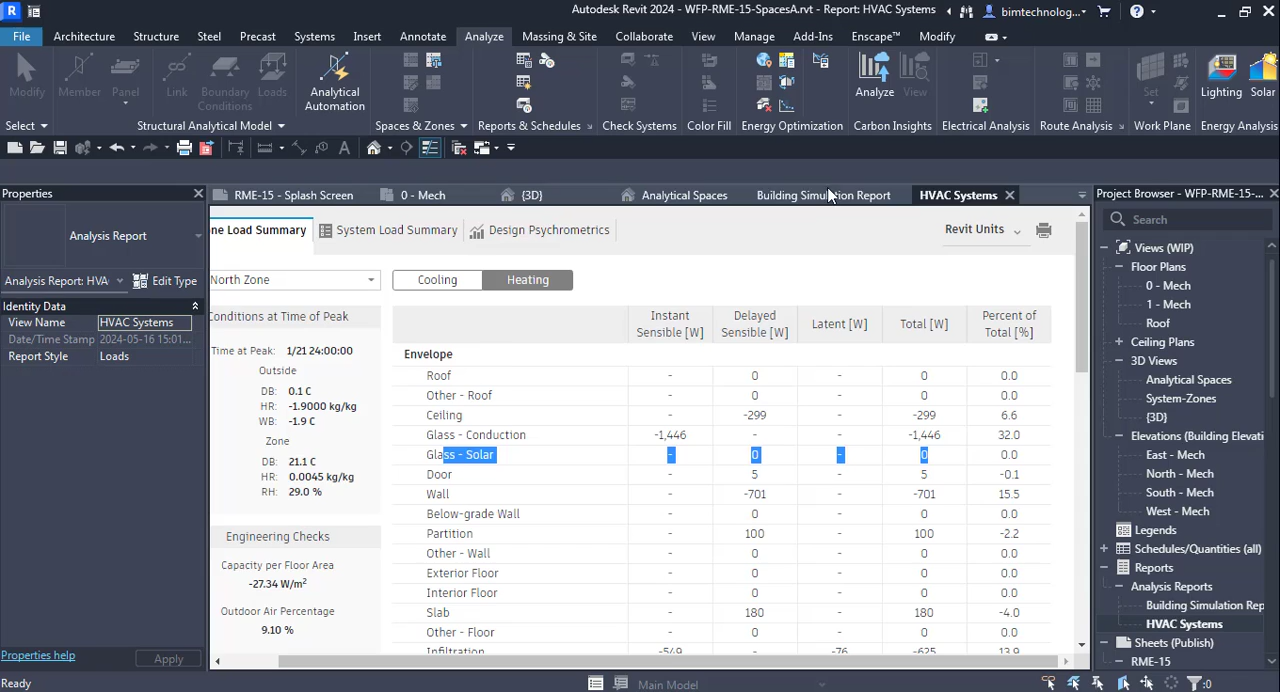 Autodesk Revit 2024 - WFP-RME-15-SpacesA.rvt - Report: HVAC Systems
bimtechnolog...
File Architecture Structure Steel Precast Systems Insert Annotate Analyze Massing & Site Collaborate View Manage Add-Ins Enscape™ Modify
Modify Member Panel Link Boundary Conditions Loads Analytical Automation Analyze View Set Lighting Solar
Select Structural Analytical Model Spaces & Zones Reports & Schedules Check Systems Color Fill Energy Optimization Carbon Insights Electrical Analysis Route Analysis Work Plane Energy Analysis
Properties
RME-15 - Splash Screen 0 - Mech {3D} Analytical Spaces Building Simulation Report HVAC Systems
Project Browser - WFP-RME-15-...
Analysis Report
Analysis Report: HVA Edit Type
Identity Data
View Name HVAC Systems
Date/Time Stamp 2024-05-16 15:01...
Report Style Loads
Properties help Apply
ne Load Summary System Load Summary Design Psychrometrics Revit Units
North Zone Cooling Heating
Conditions at Time of Peak
Time at Peak: 1/21 24:00:00
Outside
DB: 0.1 C
HR: -1.9000 kg/kg
WB: -1.9 C
Zone
DB: 21.1 C
HR: 0.0045 kg/kg
RH: 29.0 %
Engineering Checks
Capacity per Floor Area
-27.34 W/m²
Outdoor Air Percentage
9.10 %
Instant Sensible [W] Delayed Sensible [W] Latent [W] Total [W] Percent of Total [%]
Envelope
Roof - 0 - 0 0.0
Other - Roof - 0 - 0 0.0
Ceiling - -299 - -299 6.6
Glass - Conduction -1,446 - - -1,446 32.0
Glass - Solar - 0 - 0 0.0
Door - 5 - 5 -0.1
Wall - -701 - -701 15.5
Below-grade Wall - 0 - 0 0.0
Partition - 100 - 100 -2.2
Other - Wall - 0 - 0 0.0
Exterior Floor - 0 - 0 0.0
Interior Floor - 0 - 0 0.0
Slab - 180 - 180 -4.0
Other - Floor - 0 - 0 0.0
Infiltration -549 - -76 -625 13.9
Search
Views (WIP)
Floor Plans
0 - Mech
1 - Mech
Roof
Ceiling Plans
3D Views
Analytical Spaces
System-Zones
{3D}
Elevations (Building Elevati
East - Mech
North - Mech
South - Mech
West - Mech
Legends
Schedules/Quantities (all)
Reports
Analysis Reports
Building Simulation Rep
HVAC Systems
Sheets (Publish)
RME-15
Ready Main Model :0